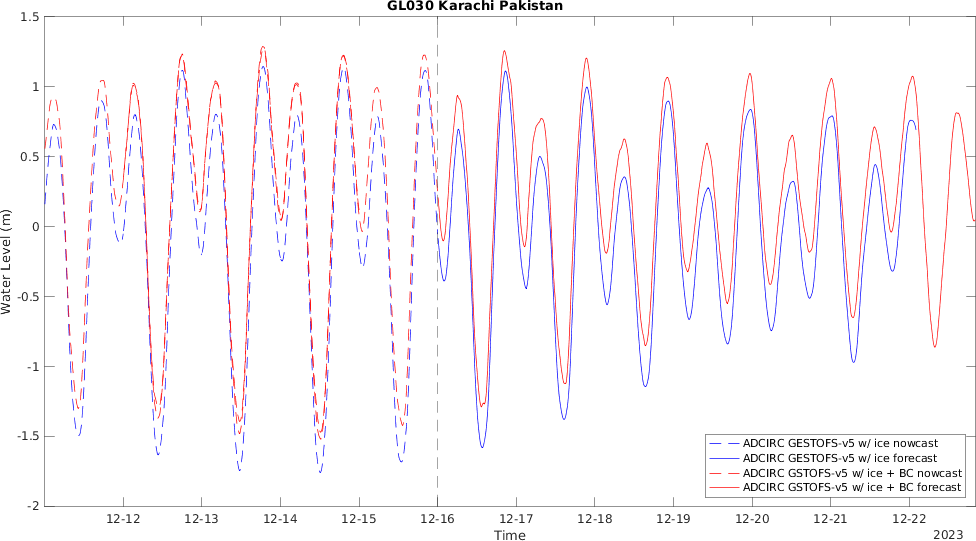 GL030 Karachi Pakistan
Water Level (m)
1.5
1
0.5
0
-0.5
-1
-1.5
-2
ADCIRC GESTOFS-v5 w/ ice nowcast
ADCIRC GESTOFS-v5 w/ ice forecast
ADCIRC GSTOFS-v5 w/ ice + BC nowcast
ADCIRC GSTOFS-v5 w/ ice + BC forecast
12-12 12-13 12-14 12-15 12-16 12-17 12-18 12-19 12-20 12-21 12-22
Time
2023